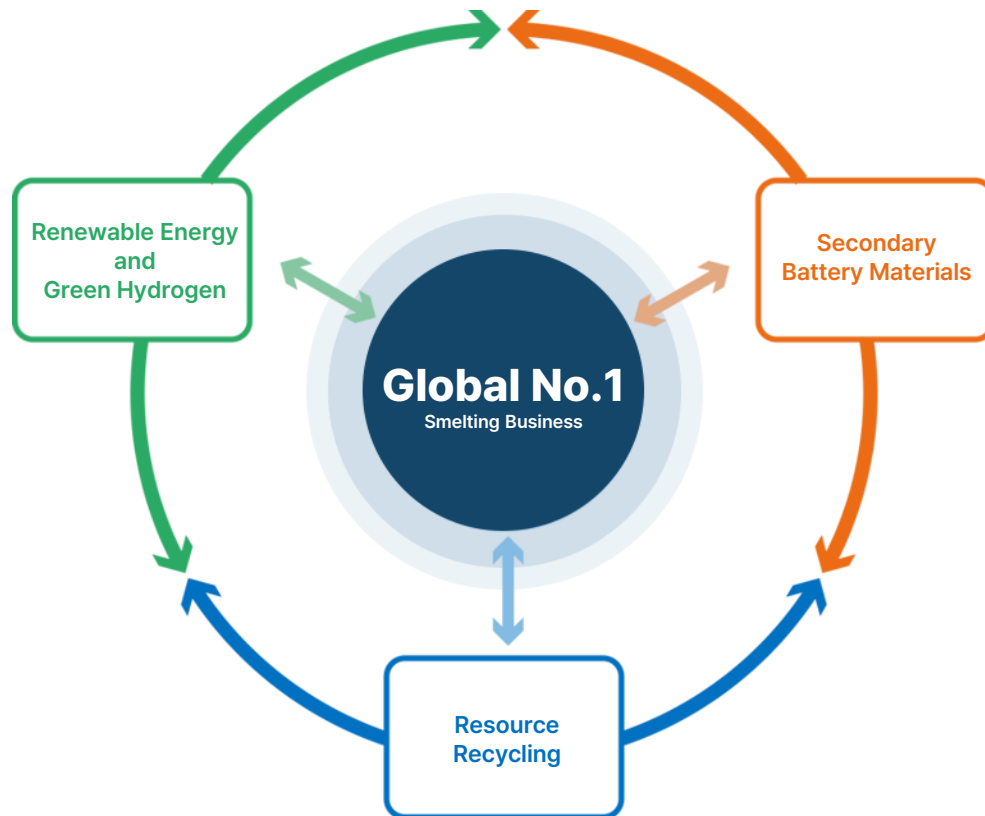 Renewable Energy
and
Green Hydrogen
Secondary
Battery Materials
Global No.1
Smelting Business
Resource
Recycling